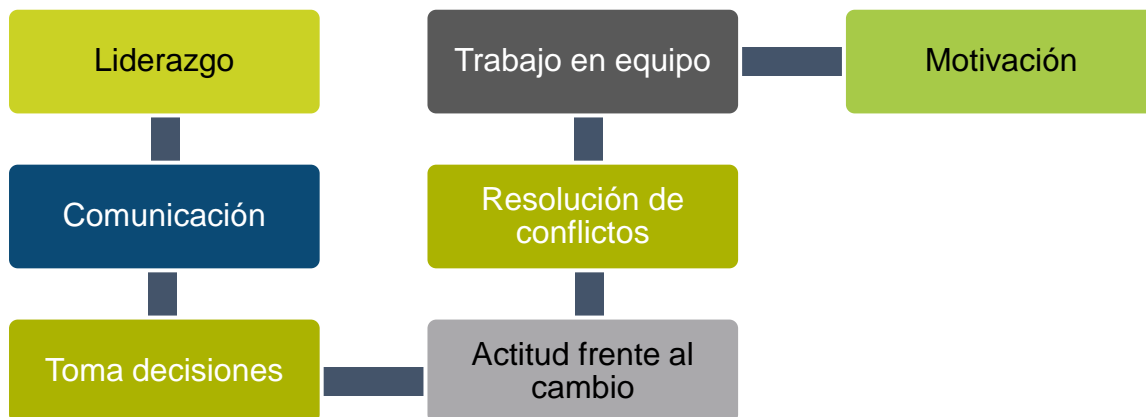 Liderazgo
Comunicación
Toma decisiones
Actitud frente al
cambio
Resolución de
conflictos
Trabajo en equipo
Motivación